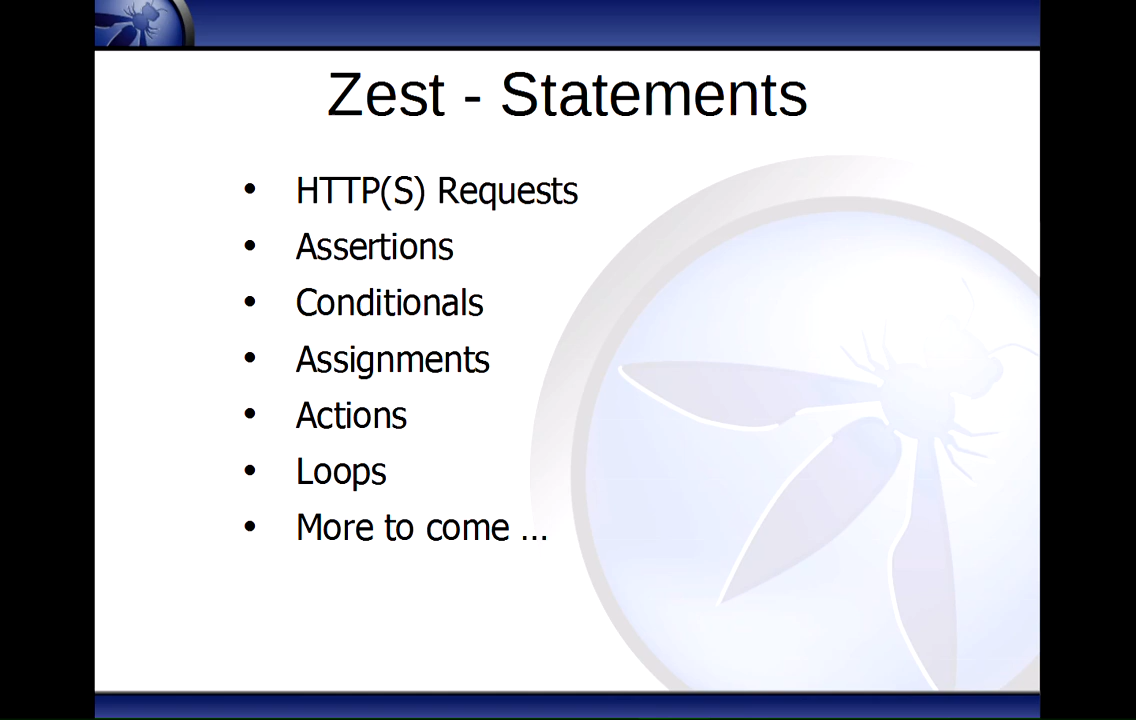 Zest - Statements
• HTTP(S) Requests
• Assertions
• Conditionals
• Assignments
• Actions
• Loops
• More to come ...